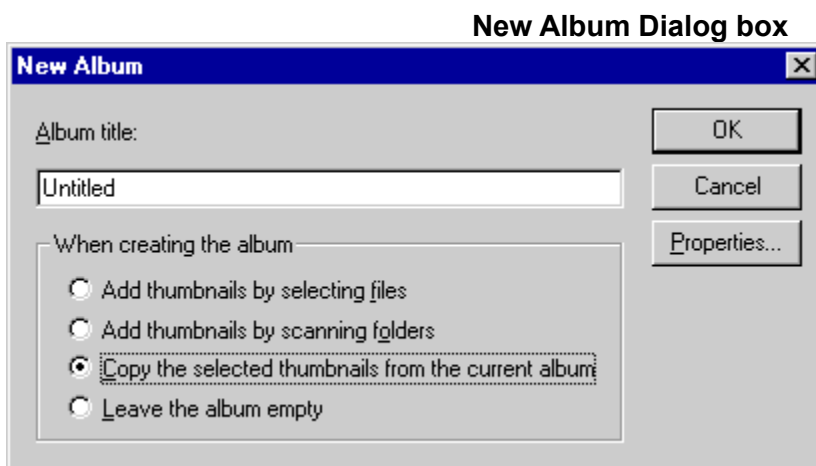 New Album Dialog box
New Album
Album title:
OK
Untitled
Cancel
When creating the album
Properties...
Add thumbnails by selecting files
Add thumbnails by scanning folders
Copy the selected thumbnails from the current album
Leave the album empty